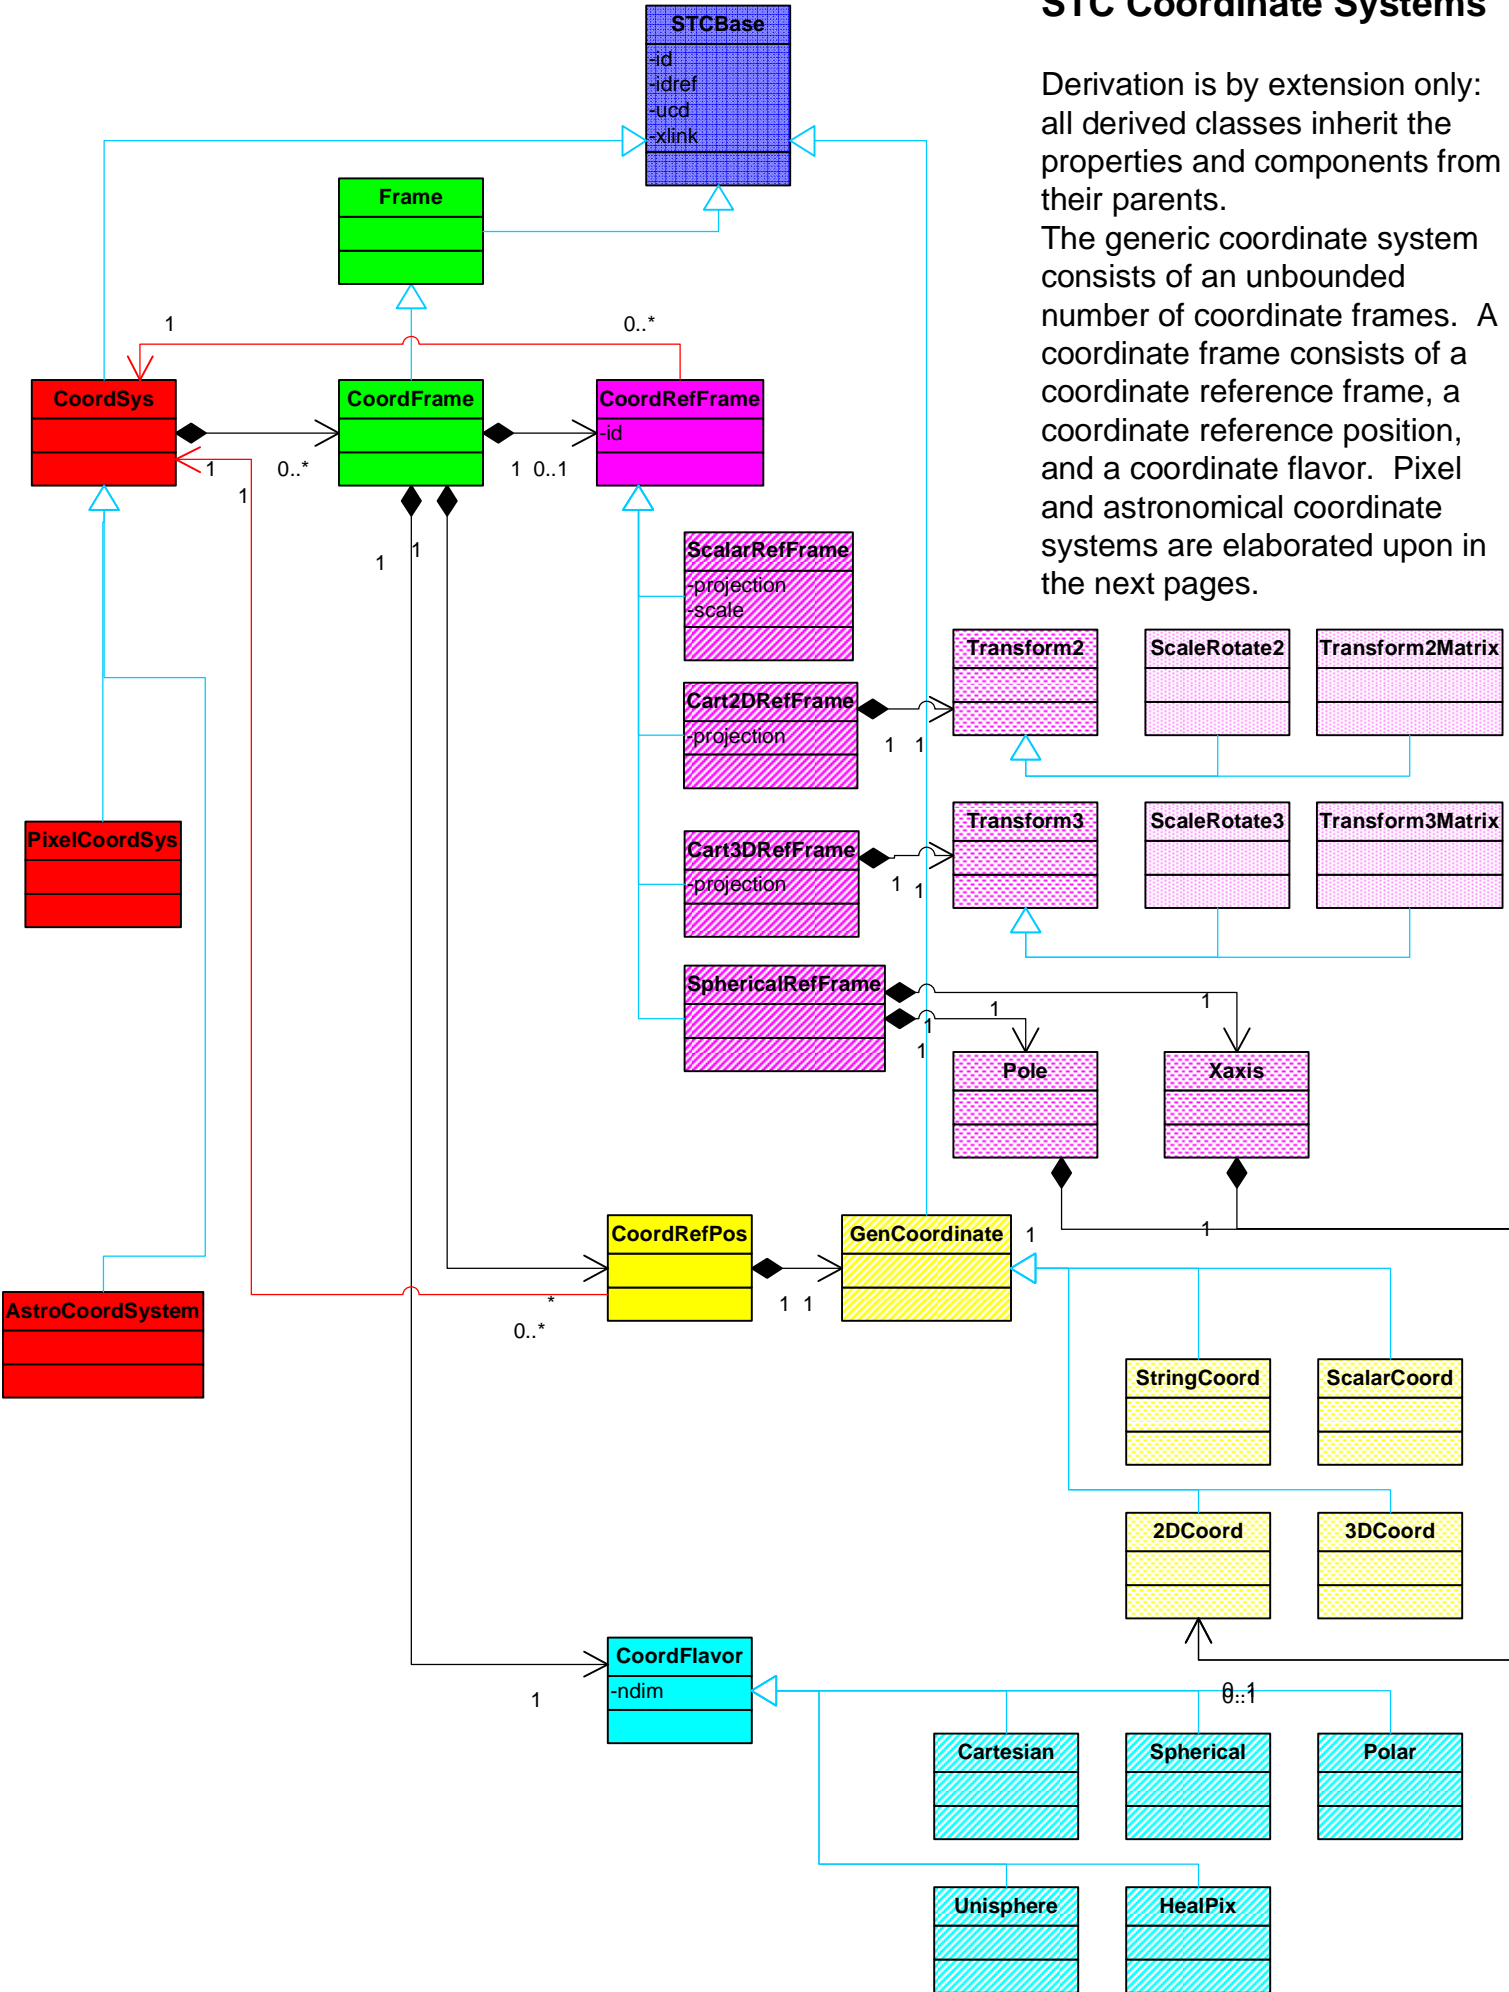 STC Coordinate Systems
STCBase
-id
-idref
-ucd
-xlink
Derivation is by extension only:
all derived classes inherit the
properties and components from
their parents.
The generic coordinate system
consists of an unbounded
number of coordinate frames.  A
coordinate frame consists of a
coordinate reference frame, a
coordinate reference position,
and a coordinate flavor.  Pixel
and astronomical coordinate
systems are elaborated upon in
the next pages.
Frame
1
0..*
CoordSys
CoordFrame
CoordRefFrame
-id
1
0..*
1
0..1
1
1
1
ScalarRefFrame
-projection
-scale
Transform2
ScaleRotate2
Transform2Matrix
Cart2DRefFrame
-projection
1
1
PixelCoordSys
Transform3
ScaleRotate3
Transform3Matrix
Cart3DRefFrame
-projection
1
1
SphericalRefFrame
1
1
1
1
Pole
Xaxis
CoordRefPos
GenCoordinate
1
1
AstroCoordSystem
*
0..*
1
1
StringCoord
ScalarCoord
2DCoord
3DCoord
CoordFlavor
-ndim
1
0..1
0..1
Cartesian
Spherical
Polar
Unisphere
HealPix